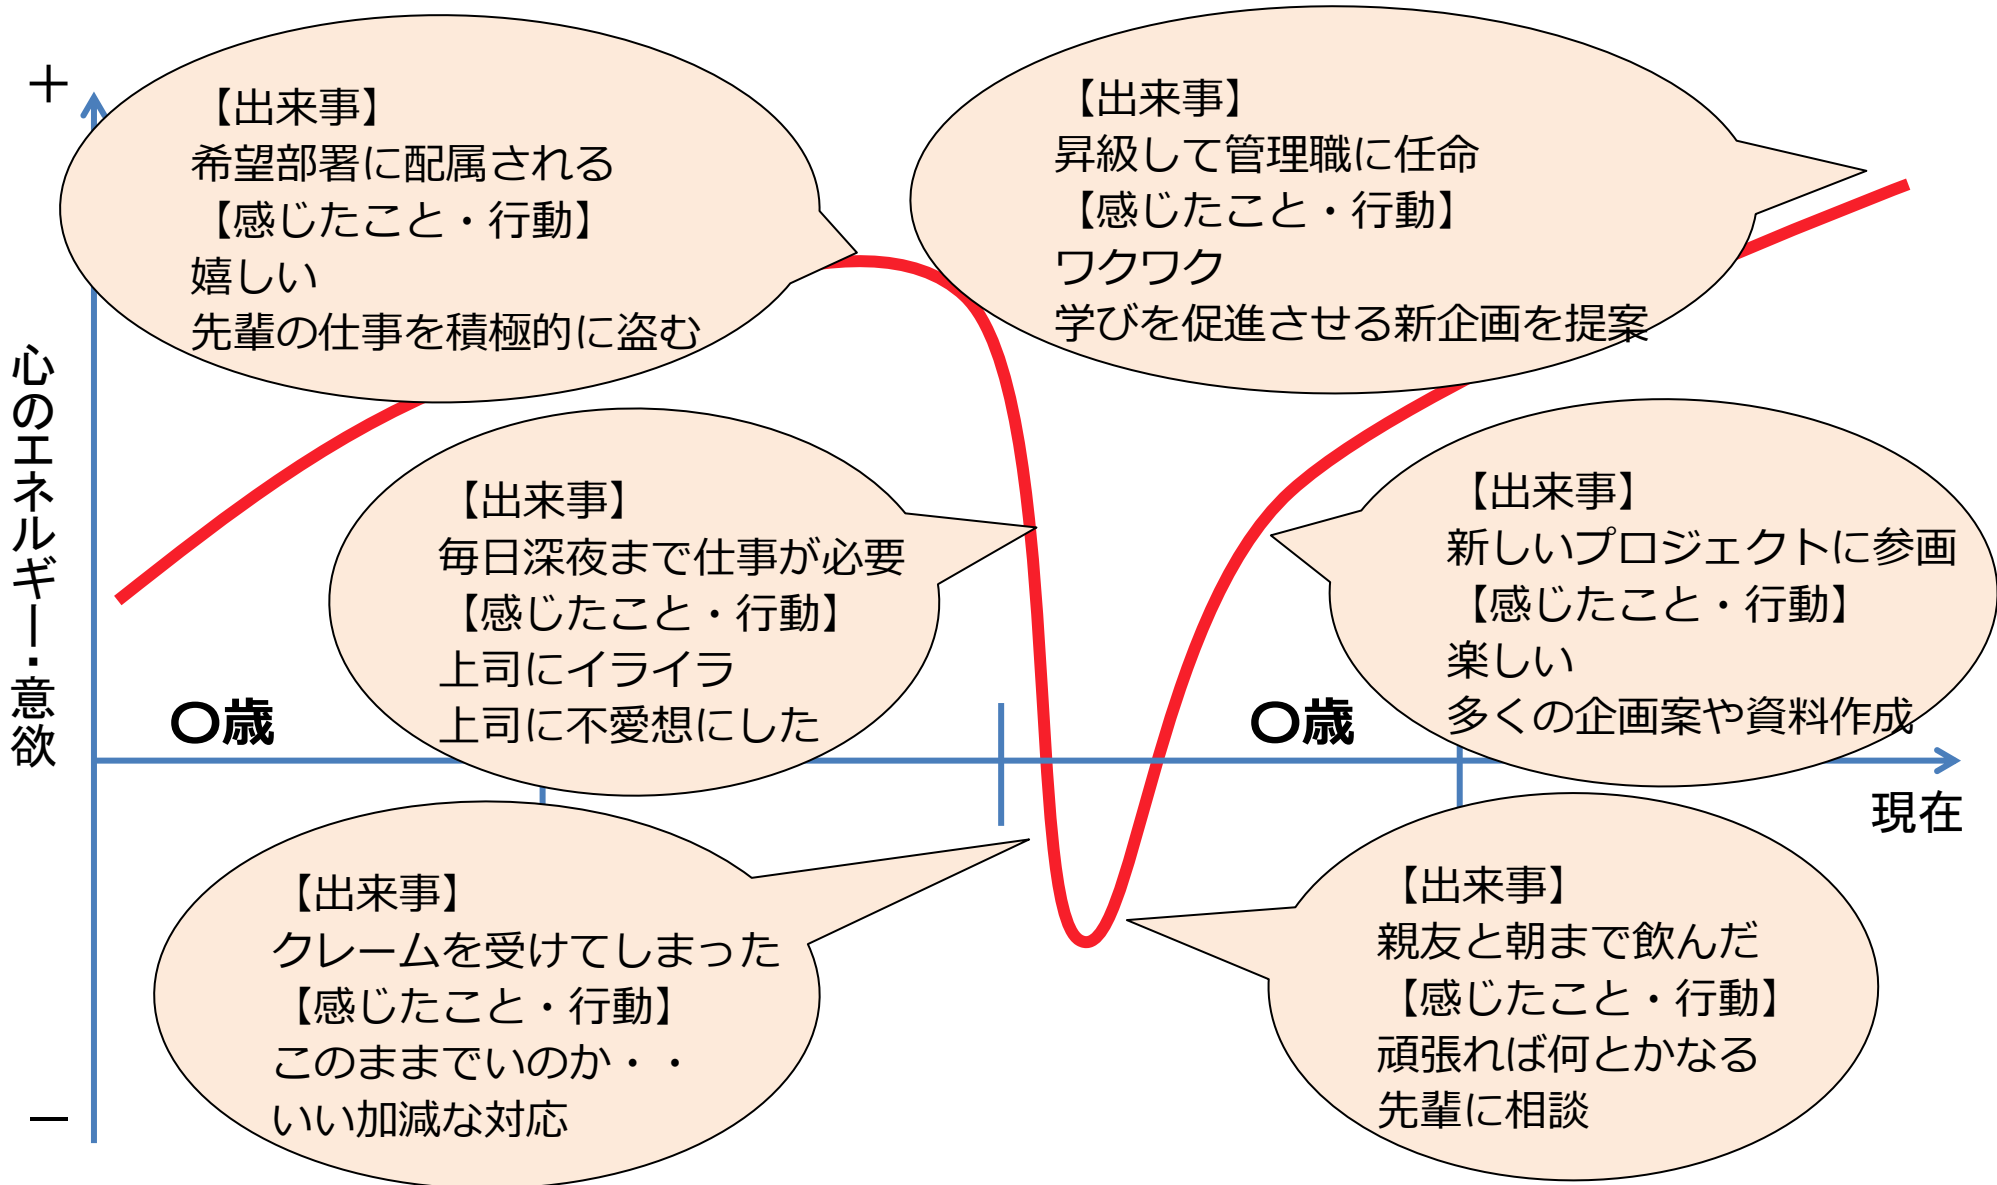 ＋
【出来事】
希望部署に配属される
【感じたこと・行動】
嬉しい
先輩の仕事を積極的に盗む
【出来事】
昇級して管理職に任命
【感じたこと・行動】
ワクワク
学びを促進させる新企画を提案
心のエネルギー・意欲
【出来事】
毎日深夜まで仕事が必要
【感じたこと・行動】
上司にイライラ
上司に不愛想にした
【出来事】
新しいプロジェクトに参画
【感じたこと・行動】
楽しい
多くの企画案や資料作成
〇歳
〇歳
現在
【出来事】
クレームを受けてしまった
【感じたこと・行動】
このままでいのか・・
いい加減な対応
【出来事】
親友と朝まで飲んだ
【感じたこと・行動】
頑張れば何とかなる
先輩に相談
－